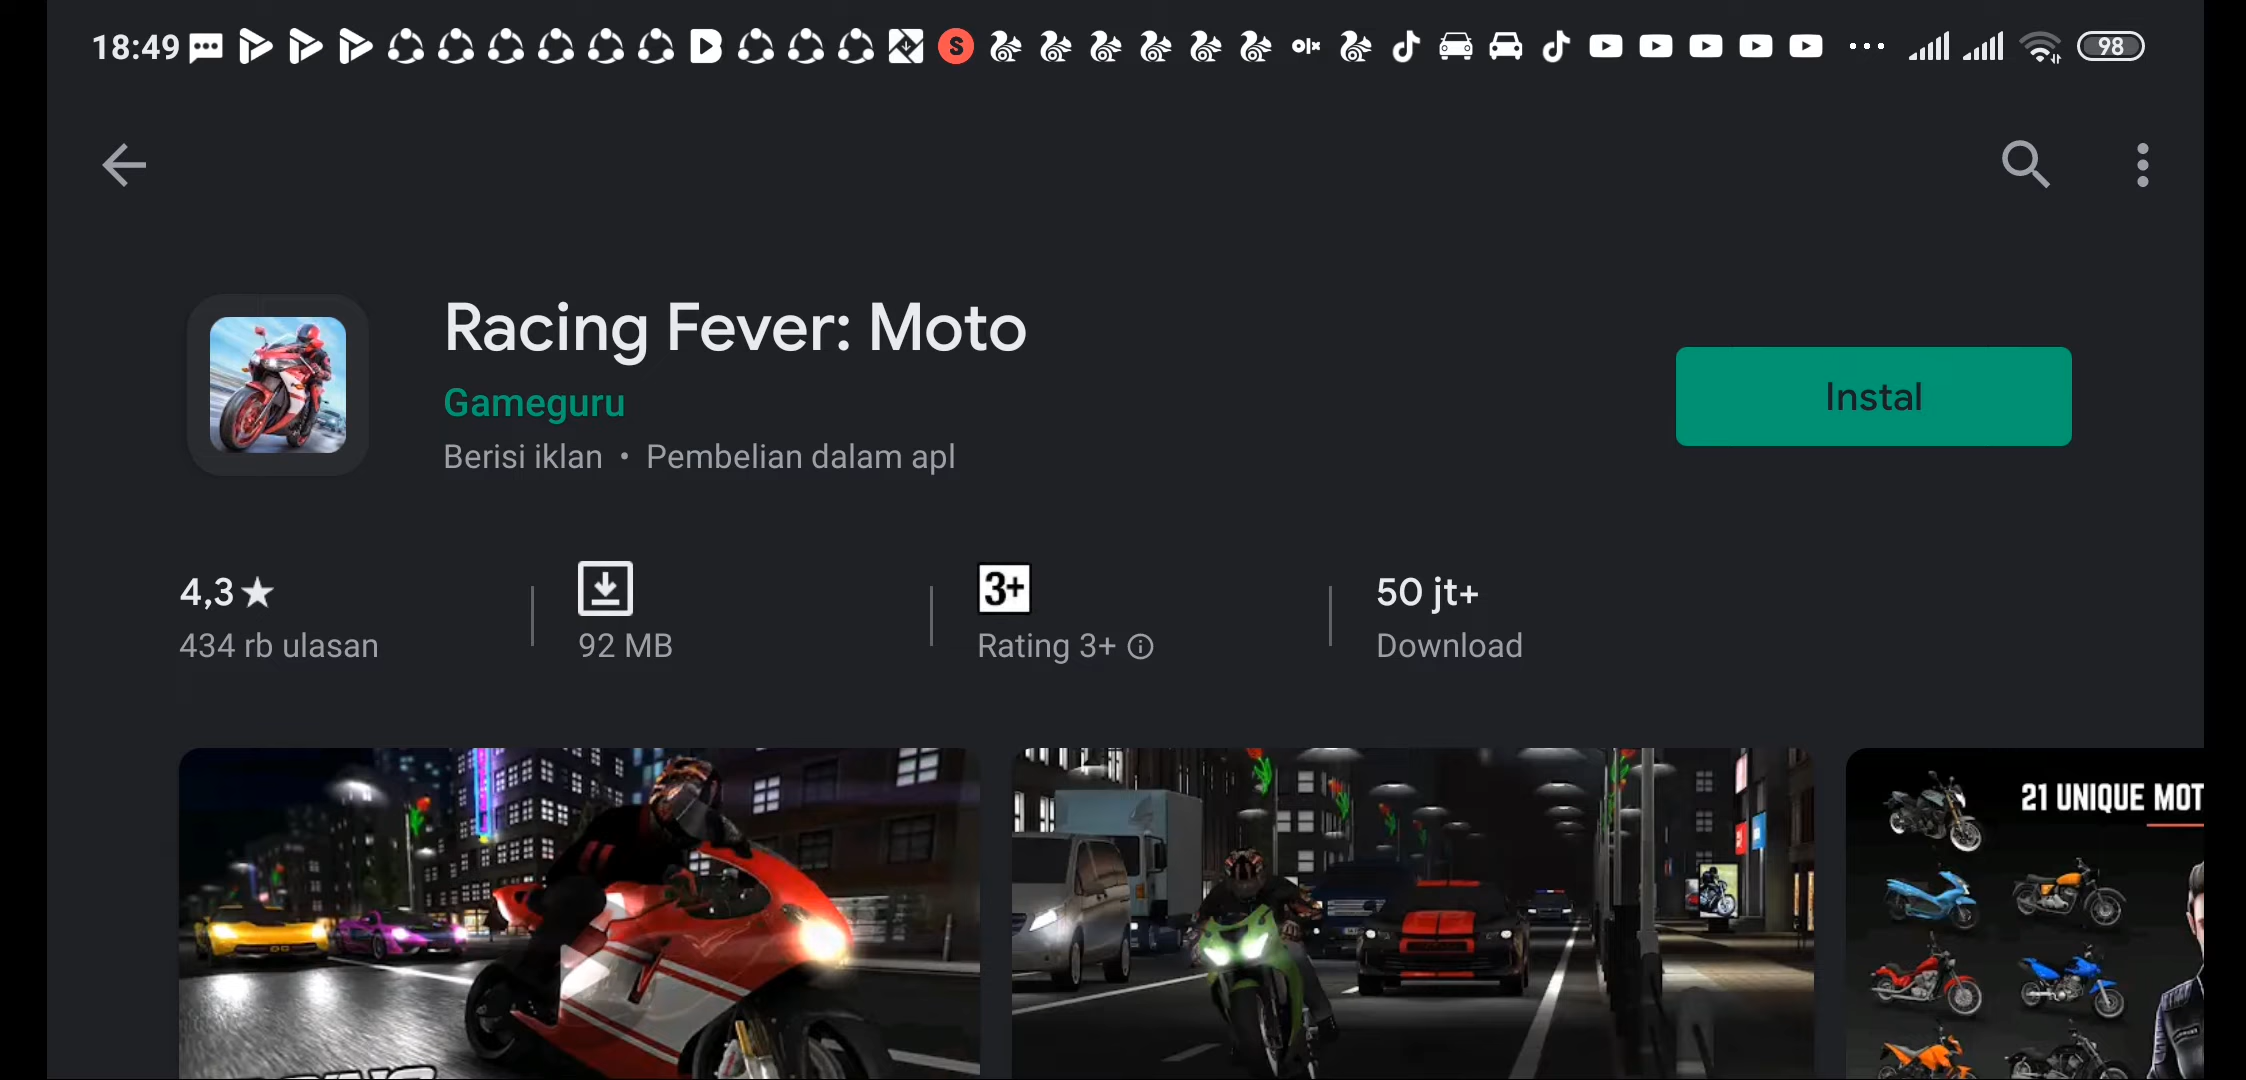 18:49
S
olx
98
Racing Fever: Moto
Gameguru
Berisi iklan • Pembelian dalam apl
Instal
4,3★
434 rb ulasan
92 MB
3+
Rating 3+
50 jt+
Download
21 UNIQUE MOT